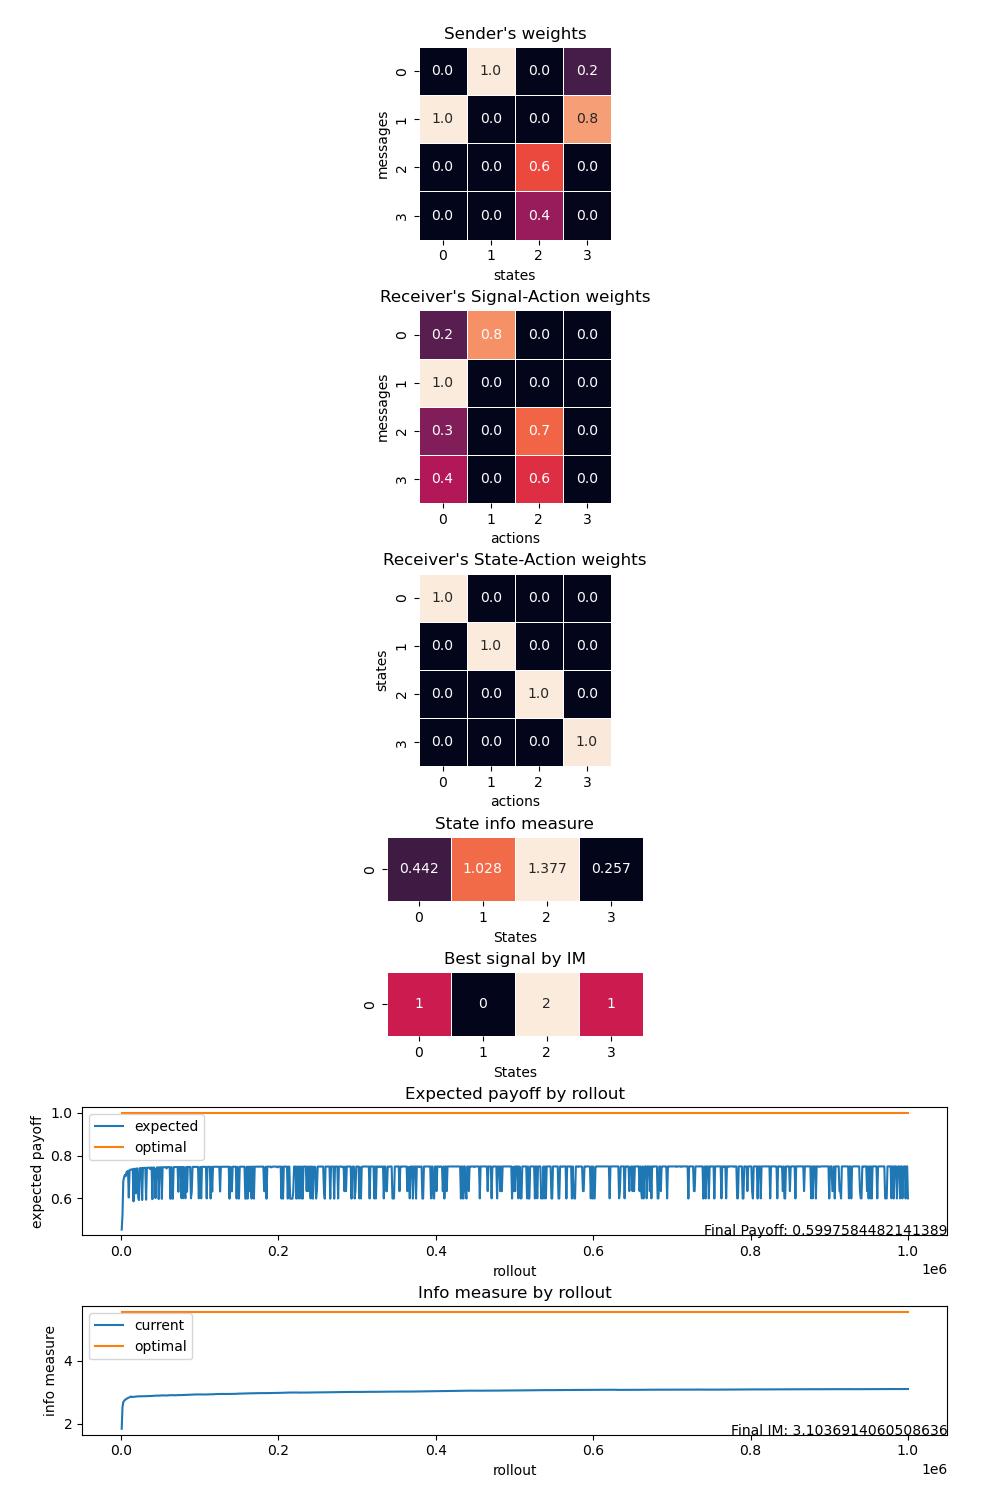 Sender's weights
0 0.0 1.0 0.0 0.2
1 1.0 0.0 0.0 0.8
messages
2 0.0 0.0 0.6 0.0
3 0.0 0.0 0.4 0.0
0 1 2 3
states
Receiver's Signal-Action weights
0 0.2 0.8 0.0 0.0
1 1.0 0.0 0.0 0.0
messages
2 0.3 0.0 0.7 0.0
3 0.4 0.0 0.6 0.0
0 1 2 3
actions
Receiver's State-Action weights
0 1.0 0.0 0.0 0.0
1 0.0 1.0 0.0 0.0
states
2 0.0 0.0 1.0 0.0
3 0.0 0.0 0.0 1.0
0 1 2 3
actions
State info measure
0 0.442 1.028 1.377 0.257
0 1 2 3
States
Best signal by IM
0 1 0 2 1
0 1 2 3
States
Expected payoff by rollout
expected payoff
1.0
0.8
0.6
expected
optimal
Final Payoff: 0.5997584482141389
0.0 0.2 0.4 0.6 0.8 1.0
1e6
rollout
Info measure by rollout
info measure
4
2
current
optimal
Final IM: 3.1036914060508636
0.0 0.2 0.4 0.6 0.8 1.0
1e6
rollout